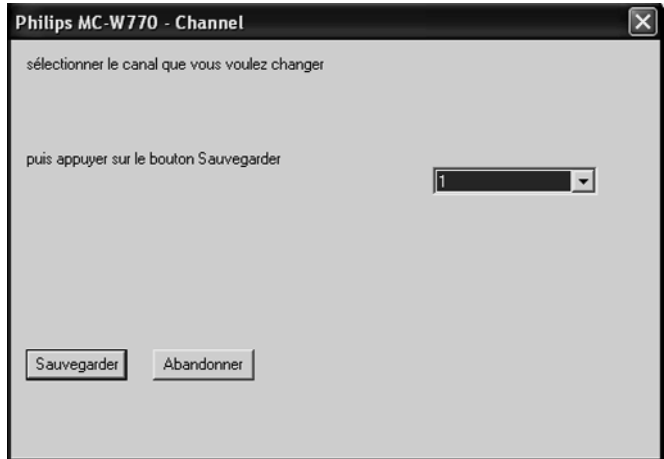 Philips MC-W770 - Channel
sélectionner le canal que vous voulez changer
puis appuyer sur le bouton Sauvegarder
1
Sauvegarder
Abandonner